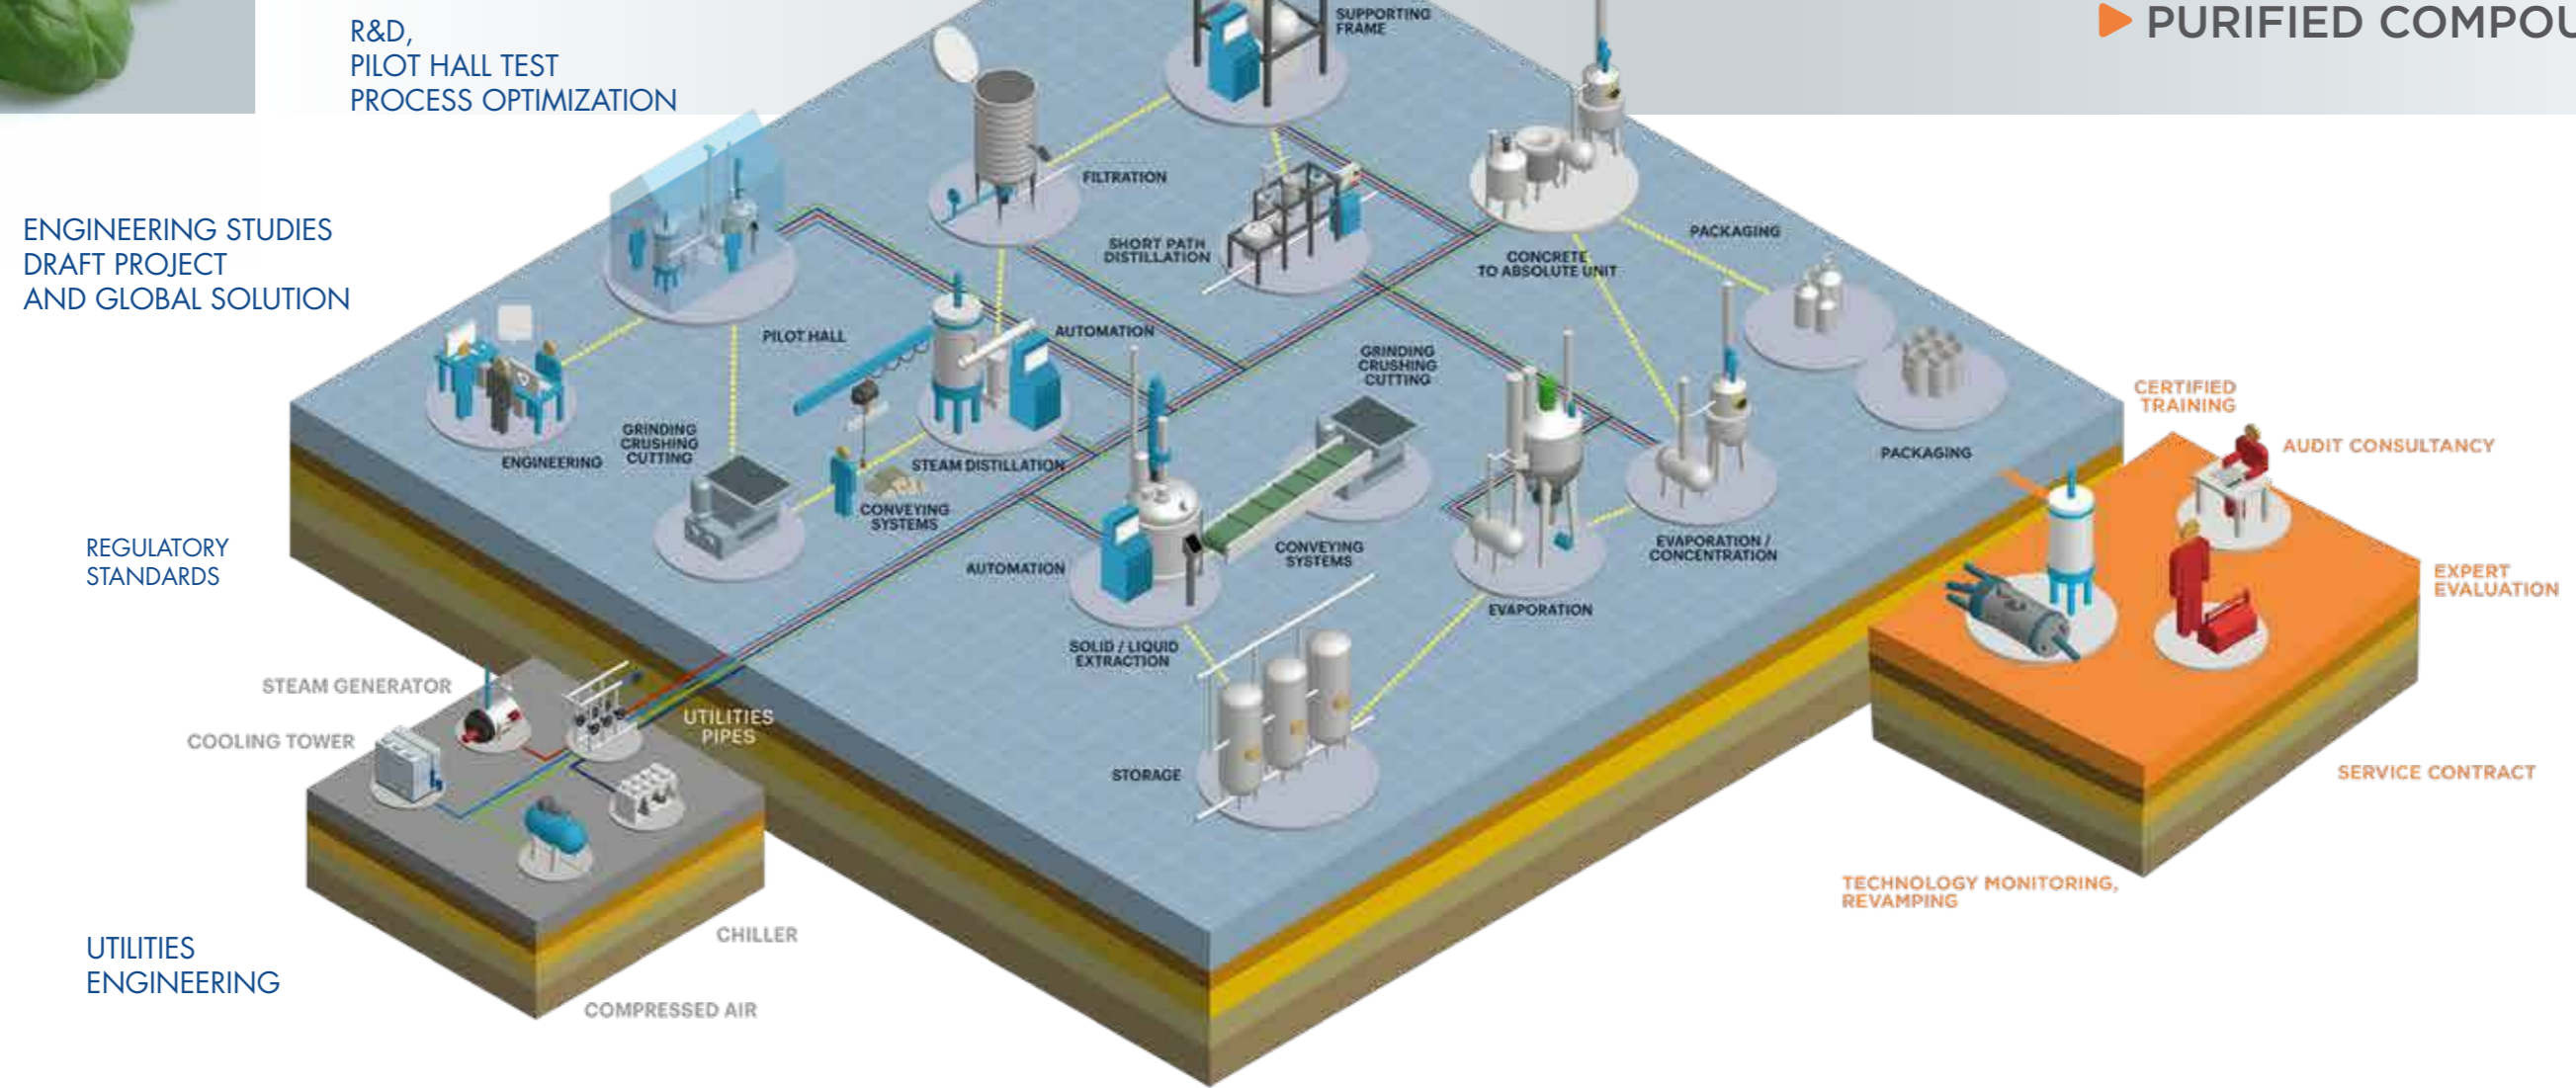 SUPPORTING
FRAME
PURIFIED
R&D,
PILOT HALL TEST
PROCESS OPTIMIZATION
FILTRATION
ENGINEERING STUDIES
DRAFT PROJECT
AND GLOBAL SOLUTION
SHORT PATH
DISTILLATION
CONCRETE
TO ABSOLUTE UNIT
PACKAGING
PILOT HALL
AUTOMATION
GRINDING
CRUSHING
CUTTING
CERTIFIED
TRAINING
AUDIT CONSULTANCY
PACKAGING
GRINDING
CRUSHING
CUTTING
ENGINEERING
STEAM DISTILLATION
CONVEYING
SYSTEMS
REGULATORY
STANDARDS
AUTOMATION
CONVEYING
SYSTEMS
EVAPORATION /
CONCENTRATION
EXPERT
EVALUATION
EVAPORATION
SOLID / LIQUID
EXTRACTION
STEAM GENERATOR
COOLING TOWER
UTILITIES
PIPES
STORAGE
SERVICE CONTRACT
TECHNOLOGY MONITORING,
REVAMPING
UTILITIES
ENGINEERING
CHILLER
COMPRESSED AIR